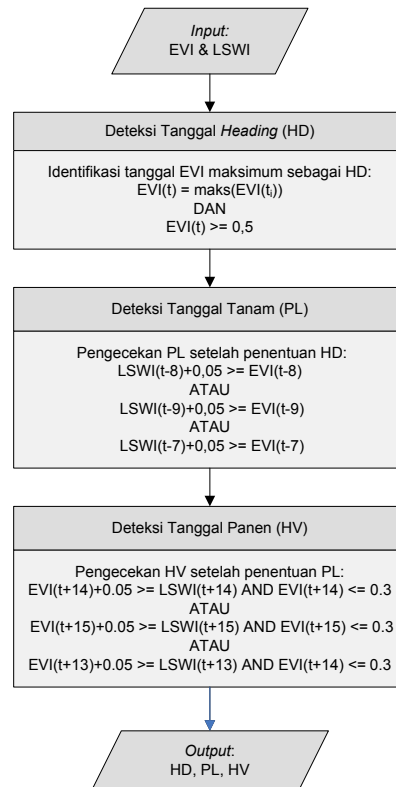 Input:
EVI & LSWI
Deteksi Tanggal Heading (HD)
Identifikasi tanggal EVI maksimum sebagai HD:
EVI(t) = maks(EVI(tᵢ))
DAN
EVI(t) >= 0,5
Deteksi Tanggal Tanam (PL)
Pengecekan PL setelah penentuan HD:
LSWI(t-8)+0,05 >= EVI(t-8)
ATAU
LSWI(t-9)+0,05 >= EVI(t-9)
ATAU
LSWI(t-7)+0,05 >= EVI(t-7)
Deteksi Tanggal Panen (HV)
Pengecekan HV setelah penentuan PL:
EVI(t+14)+0.05 >= LSWI(t+14) AND EVI(t+14) <= 0.3
ATAU
EVI(t+15)+0.05 >= LSWI(t+15) AND EVI(t+15) <= 0.3
ATAU
EVI(t+13)+0.05 >= LSWI(t+13) AND EVI(t+14) <= 0.3
Output:
HD, PL, HV